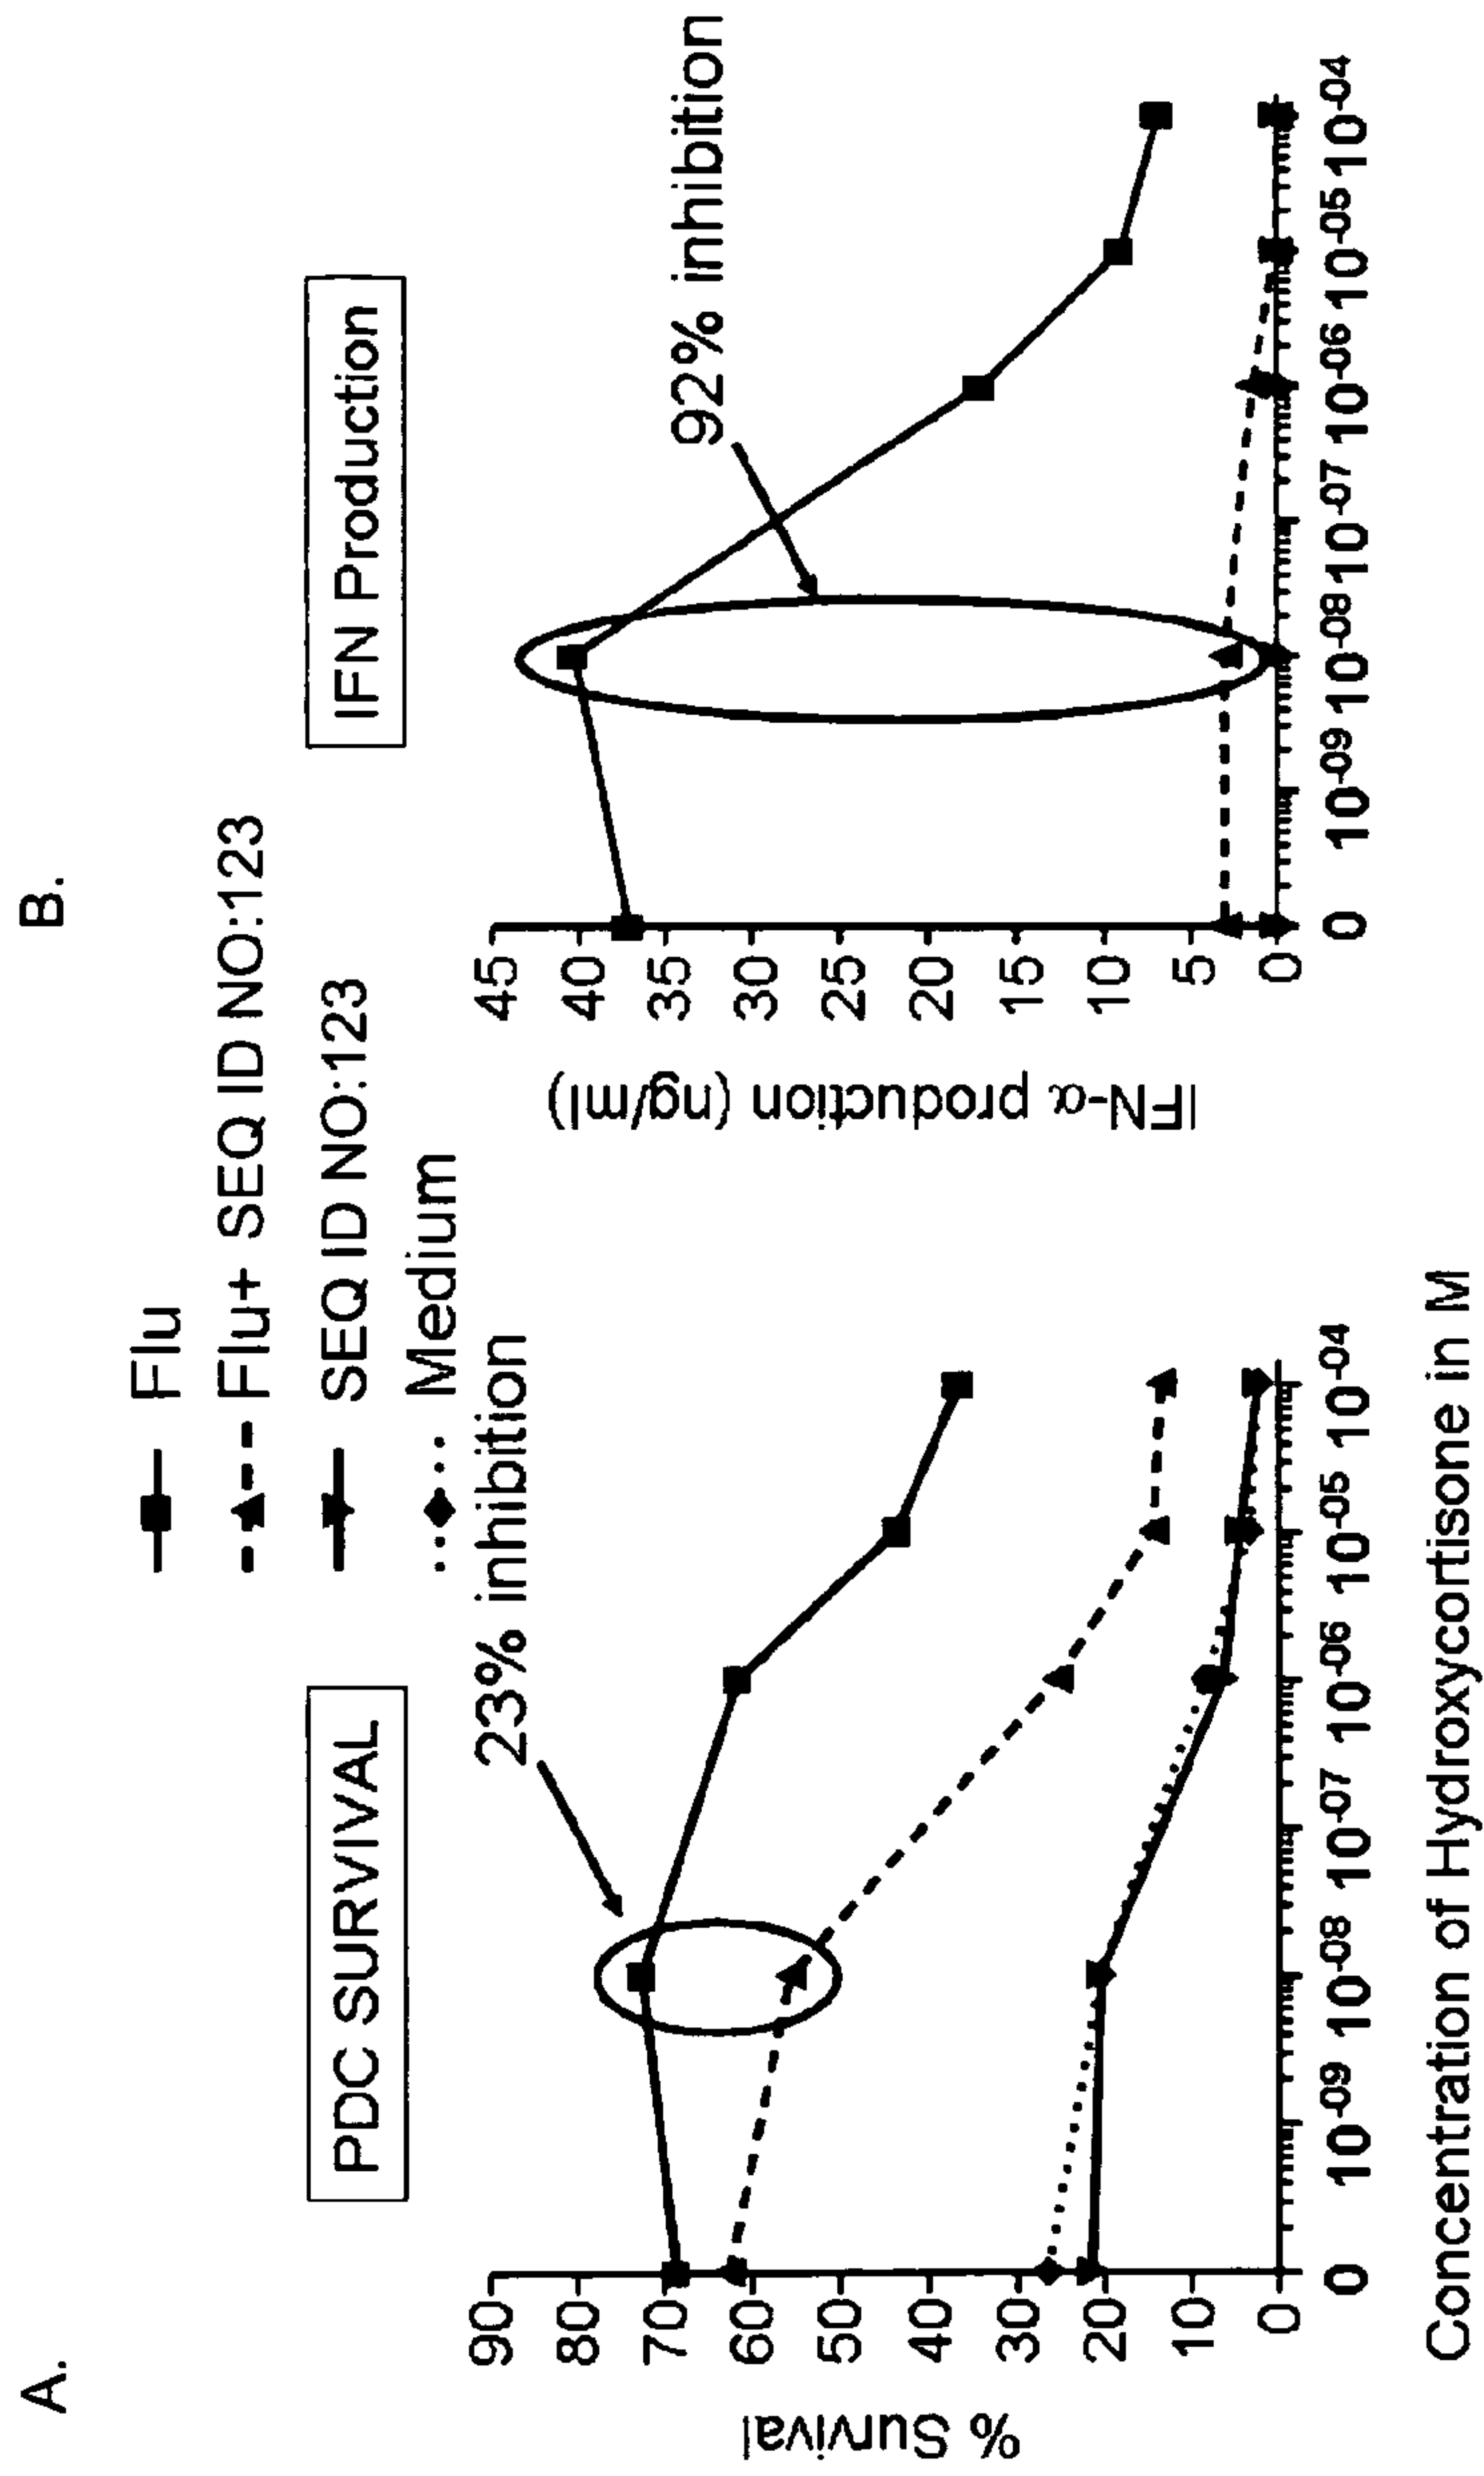 A.
B.
Flu
Flu+ SEQ ID NO:123
SEQ ID NO:123
Medium
PDC SURVIVAL
23% inhibition
% Survival
90
80
70
60
50
40
30
20
10
0
0 10-09 10-08 10-07 10-06 10-05 10-04
IFN Production
92% inhibition
IFN-α production (ng/ml)
45
40
35
30
25
20
15
10
5
0
0 10-09 10-08 10-07 10-06 10-05 10-04
Concentration of Hydroxycortisone in M